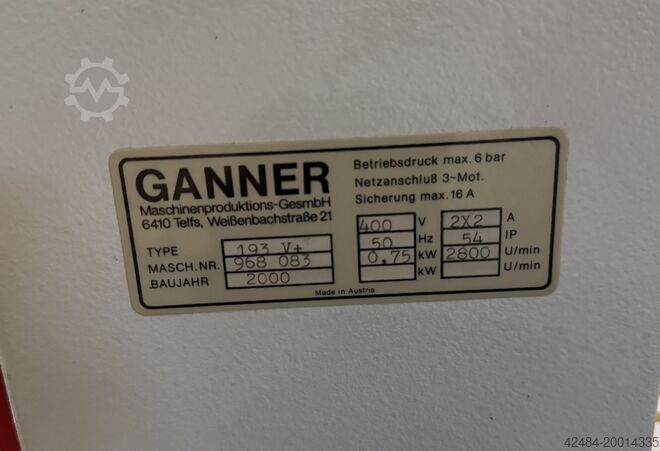 GANNER
Maschinenproduktions-GesmbH
6410 Telfs, Weißenbachstraße 21
TYPE 193 V+
MASCH.NR. 968 083
BAUJAHR 2000
Betriebsdruck max. 6 bar
Netzanschluß 3~Mot.
Sicherung max. 16 A
400 V 2X2 A
50 Hz 54 IP
0,75 kW 2800 U/min
kW U/min
Made in Austria
42484-20014335